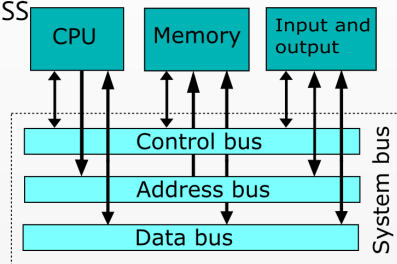 SS
CPU
Memory
Input and
output
Control bus
Address bus
Data bus
System bus